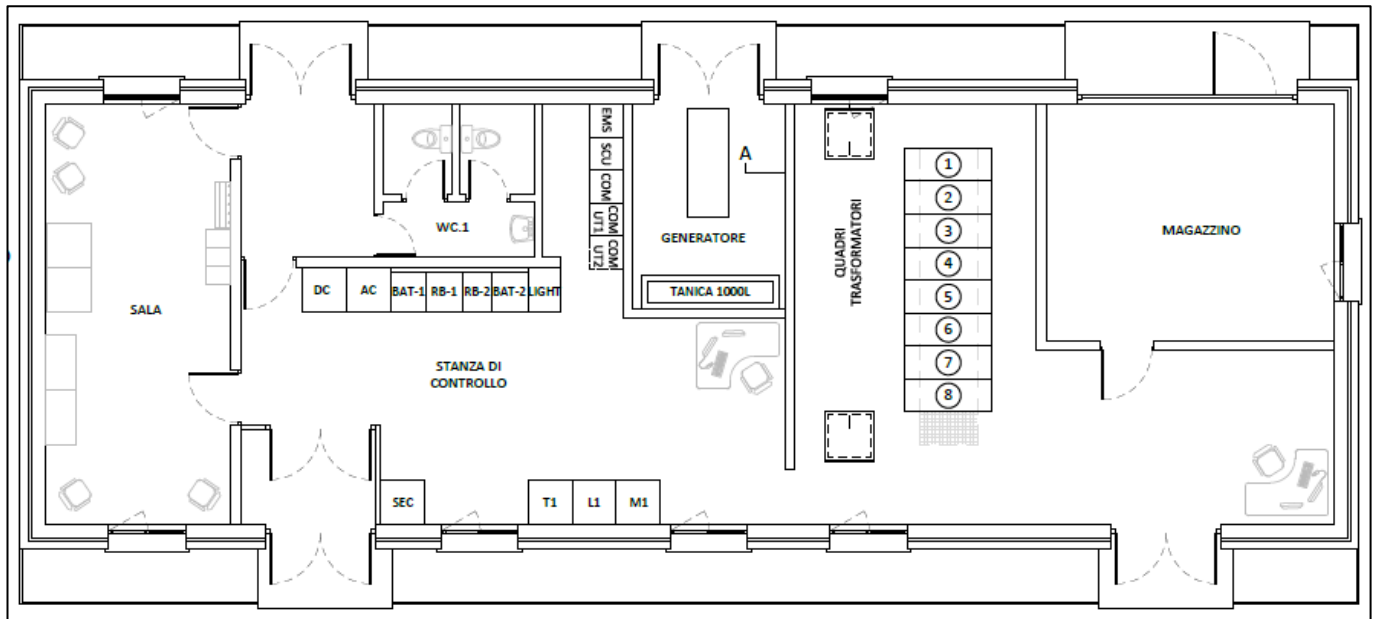 EMS
SCU
COM
COM
UT1
COM
UT2
A
1
2
3
4
5
6
7
8
WC.1
GENERATORE
QUADRI
TRASFORMATORI
MAGAZZINO
DC
AC
BAT-1
RB-1
RB-2
BAT-2
LIGHT
TANICA 1000L
SALA
STANZA DI
CONTROLLO
SEC
T1
L1
M1